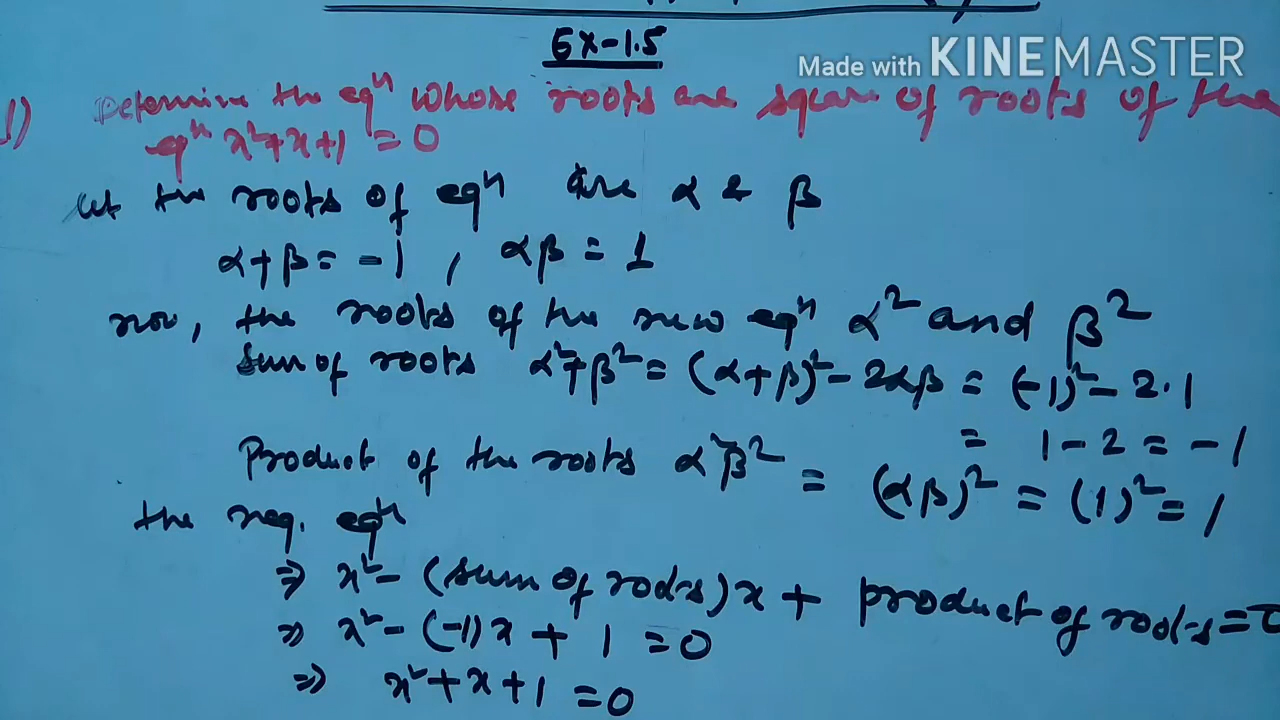 Ex-1.5
Made with KINEMASTER
1) Determine the eqⁿ whose roots are square of roots of the
eqⁿ x²+x+1 = 0
Let the roots of eqⁿ are α & β
α+β = -1 , αβ = 1
now, the roots of the new eqⁿ α² and β²
Sum of roots α²+β² = (α+β)² - 2αβ = (-1)² - 2·1
= 1 - 2 = -1
Product of the roots α²β² = (αβ)² = (1)² = 1
the req. eqⁿ
⇒ x² - (sum of roots)x + product of roots = 0
⇒ x² - (-1)x + 1 = 0
⇒ x² + x + 1 = 0